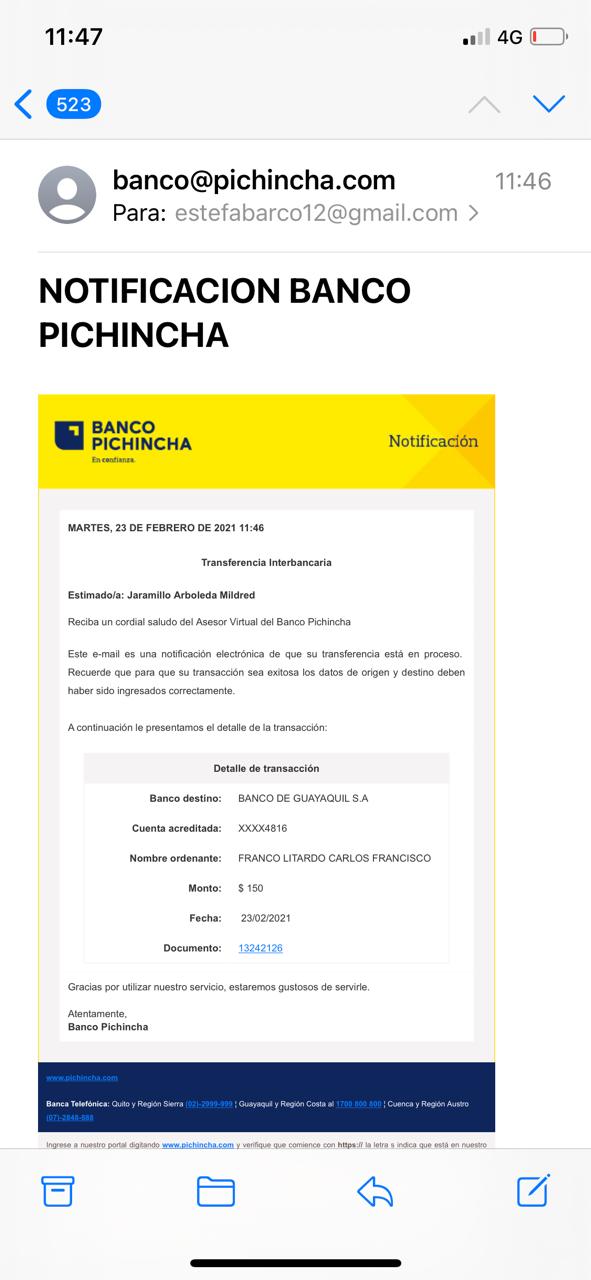 11:47
4G
523
banco@pichincha.com
11:46
Para: estefabarco12@gmail.com
NOTIFICACION BANCO
PICHINCHA
BANCO
PICHINCHA
En confianza.
Notificación
MARTES, 23 DE FEBRERO DE 2021 11:46
Transferencia Interbancaria
Estimado/a: Jaramillo Arboleda Mildred
Reciba un cordial saludo del Asesor Virtual del Banco Pichincha
Este e-mail es una notificación electrónica de que su transferencia está en proceso.
Recuerde que para que su transacción sea exitosa los datos de origen y destino deben
haber sido ingresados correctamente.
A continuación le presentamos el detalle de la transacción:
Detalle de transacción
Banco destino: BANCO DE GUAYAQUIL S.A
Cuenta acreditada: XXXX4816
Nombre ordenante: FRANCO LITARDO CARLOS FRANCISCO
Monto: $ 150
Fecha: 23/02/2021
Documento: 13242126
Gracias por utilizar nuestro servicio, estaremos gustosos de servirle.
Atentamente,
Banco Pichincha
www.pichincha.com
Banca Telefónica: Quito y Región Sierra (02)-2999-999 ¦ Guayaquil y Región Costa al 1700 800 800 ¦ Cuenca y Región Austro
(07)-2848-888
Ingrese a nuestro portal digitando www.pichincha.com y verifique que comience con https:// la letra s indica que está en nuestro